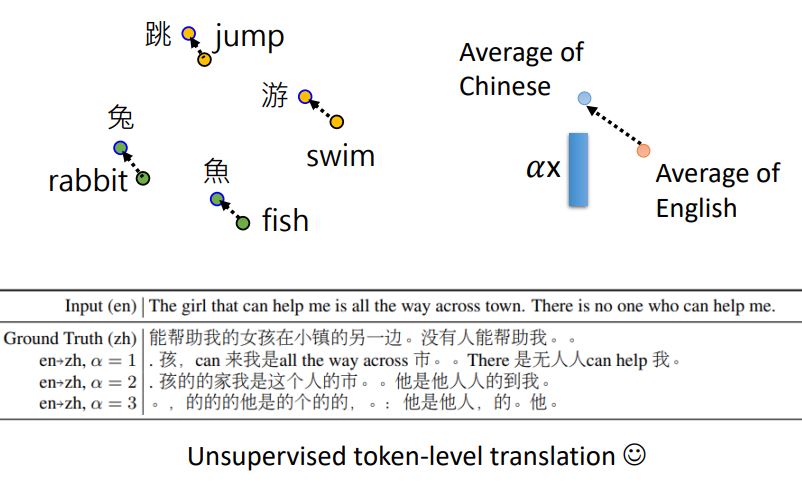 跳 jump
游
swim
兔
rabbit
魚
fish
Average of
Chinese
αx
Average of
English
Input (en) The girl that can help me is all the way across town. There is no one who can help me.
Ground Truth (zh) 能帮助我的女孩在小镇的另一边。没有人能帮助我。。
en→zh, α = 1 . 孩，can 来我是all the way across 市。。There 是无人人can help 我。
en→zh, α = 2 . 孩的的家我是这个人的市。。他是他人人的到我。
en→zh, α = 3 。，的的的他是的个的的，。：他是他人，的。他。
Unsupervised token-level translation ☺